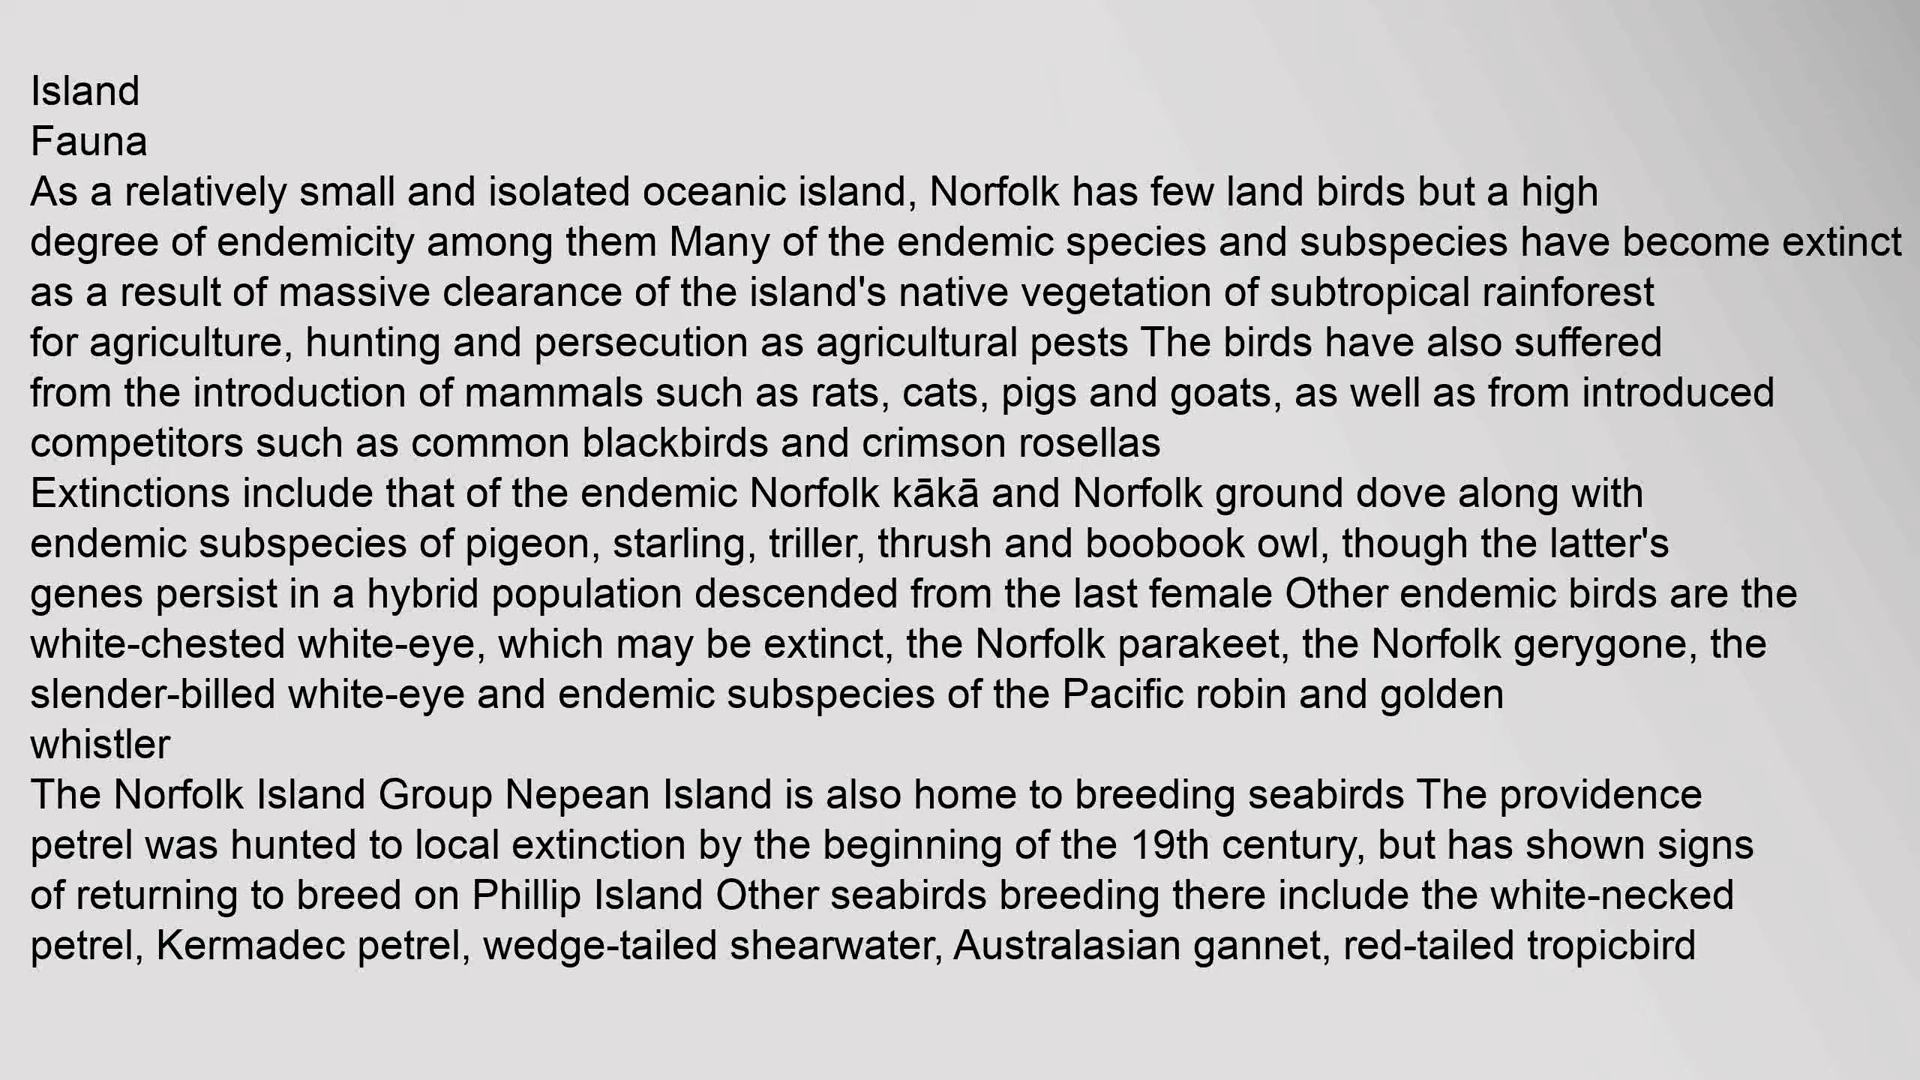 Island
Fauna
As a relatively small and isolated oceanic island, Norfolk has few land birds but a high
degree of endemicity among them Many of the endemic species and subspecies have become extinct
as a result of massive clearance of the island's native vegetation of subtropical rainforest
for agriculture, hunting and persecution as agricultural pests The birds have also suffered
from the introduction of mammals such as rats, cats, pigs and goats, as well as from introduced
competitors such as common blackbirds and crimson rosellas
Extinctions include that of the endemic Norfolk kākā and Norfolk ground dove along with
endemic subspecies of pigeon, starling, triller, thrush and boobook owl, though the latter's
genes persist in a hybrid population descended from the last female Other endemic birds are the
white-chested white-eye, which may be extinct, the Norfolk parakeet, the Norfolk gerygone, the
slender-billed white-eye and endemic subspecies of the Pacific robin and golden
whistler
The Norfolk Island Group Nepean Island is also home to breeding seabirds The providence
petrel was hunted to local extinction by the beginning of the 19th century, but has shown signs
of returning to breed on Phillip Island Other seabirds breeding there include the white-necked
petrel, Kermadec petrel, wedge-tailed shearwater, Australasian gannet, red-tailed tropicbird